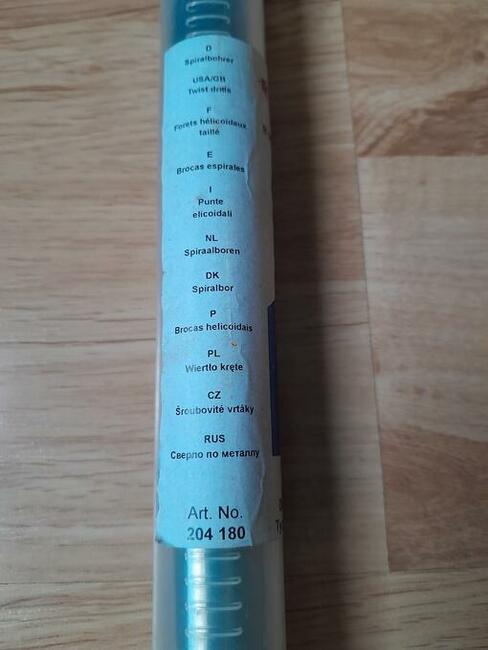 D
Spiralbohrer
USA/GB
Twist drills
F
Forets hélicoidaux
taillé
E
Brocas espirales
I
Punte
elicoidali
NL
Spiraalboren
DK
Spiralbor
P
Brocas helicoidais
PL
Wiertło kręte
CZ
Šroubovité vrtáky
RUS
Сверло по металлу
Art. No.
204 180